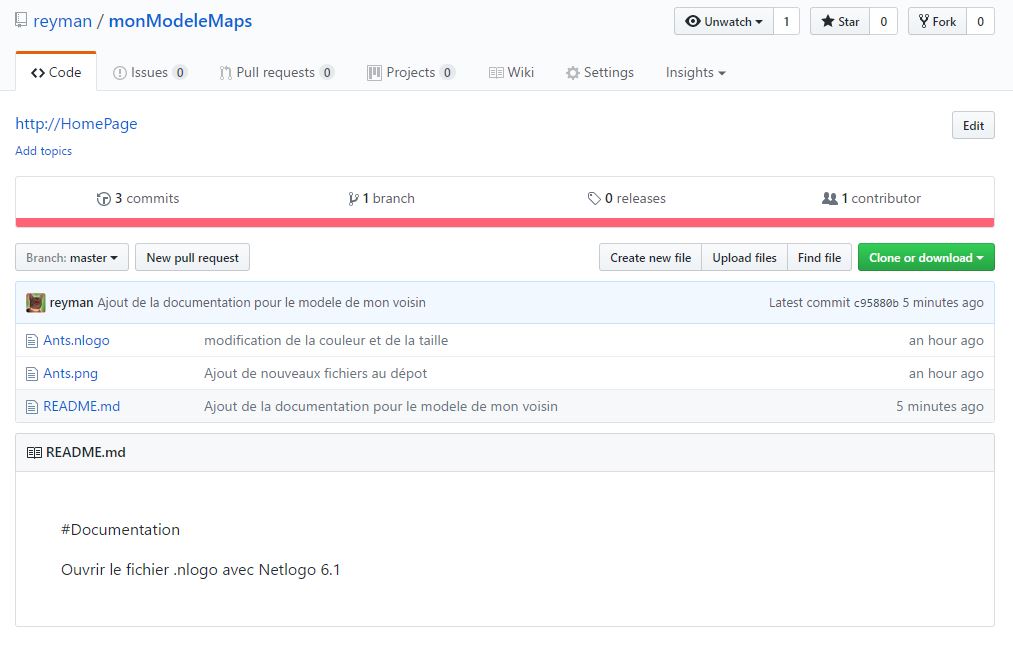 reyman / monModeleMaps
Unwatch 1 Star 0 Fork 0
Code Issues 0 Pull requests 0 Projects 0 Wiki Settings Insights
http://HomePage Edit
Add topics
3 commits 1 branch 0 releases 1 contributor
Branch: master New pull request Create new file Upload files Find file Clone or download
reyman Ajout de la documentation pour le modele de mon voisin Latest commit c95880b 5 minutes ago
Ants.nlogo modification de la couleur et de la taille an hour ago
Ants.png Ajout de nouveaux fichiers au dépot an hour ago
README.md Ajout de la documentation pour le modele de mon voisin 5 minutes ago
README.md
#Documentation
Ouvrir le fichier .nlogo avec Netlogo 6.1